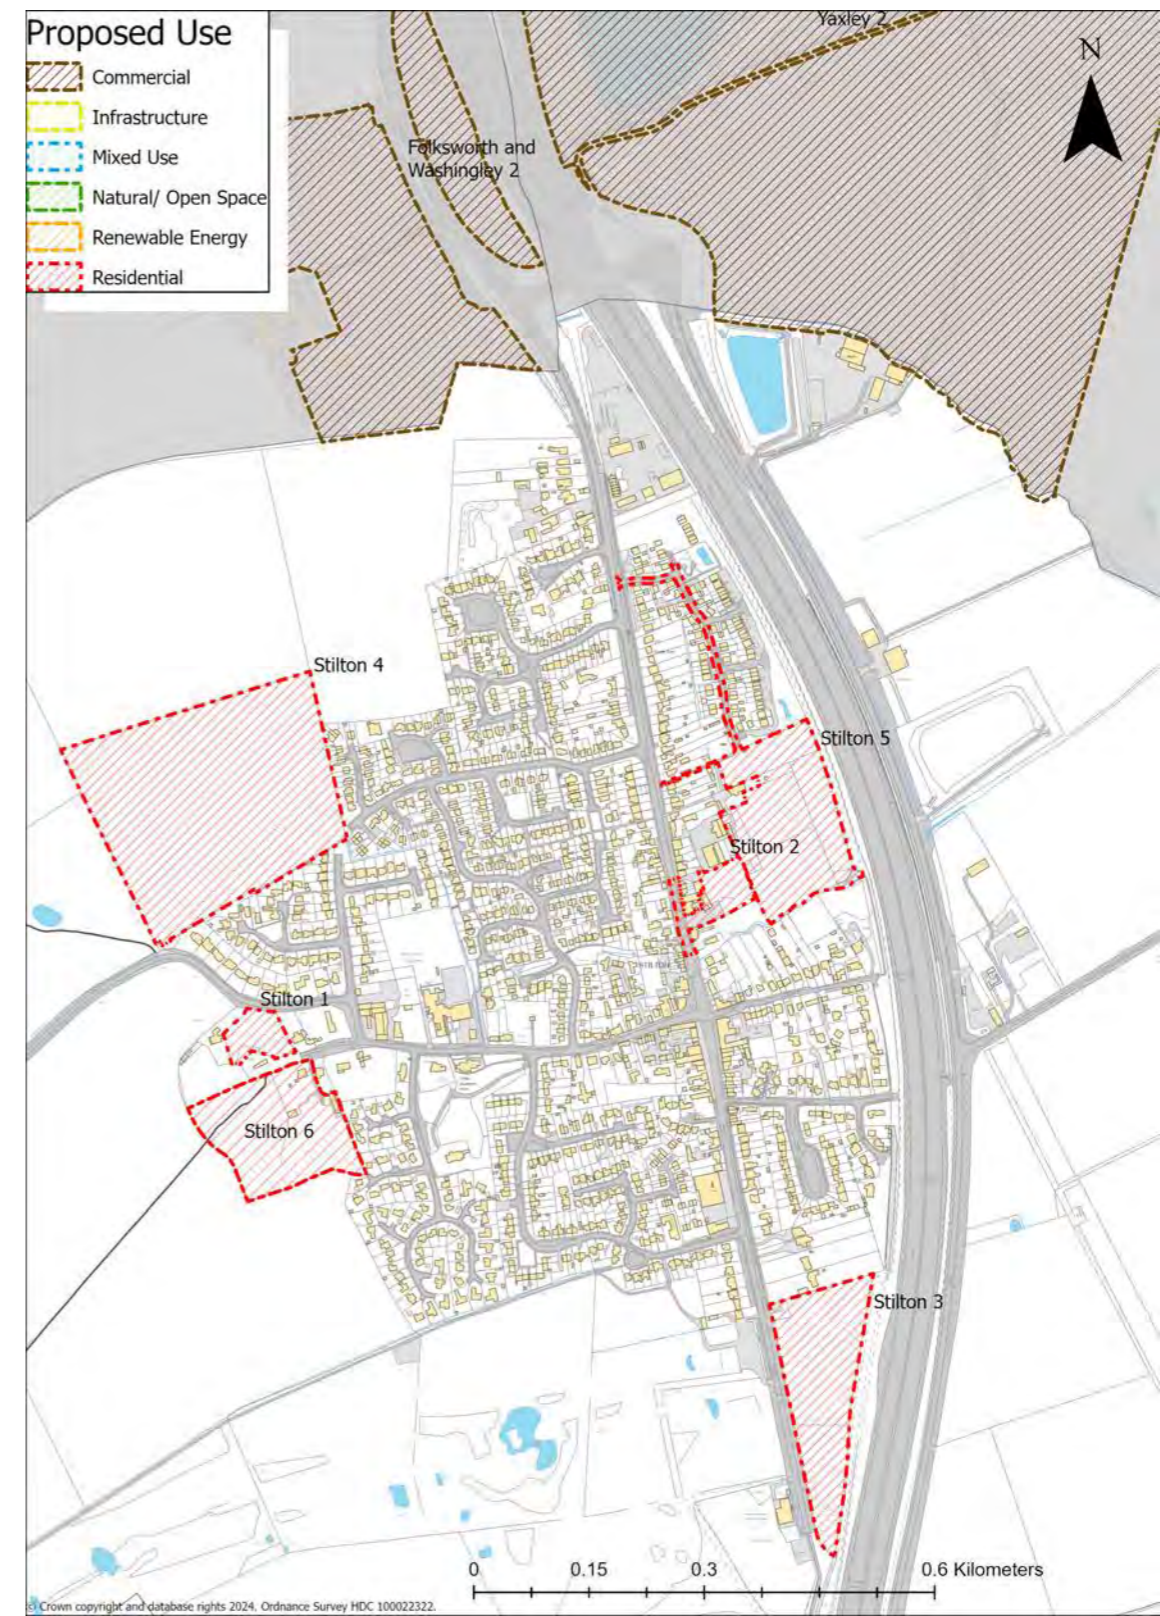 Proposed Use
Commercial
Infrastructure
Mixed Use
Natural/ Open Space
Renewable Energy
Residential
Yaxley 2
N
Folksworth and
Washingley 2
Stilton 4
Stilton 5
Stilton 2
Stilton 1
Stilton 6
Stilton 3
0 0.15 0.3 0.6 Kilometers
© Crown copyright and database rights 2024. Ordnance Survey HDC 100022322.